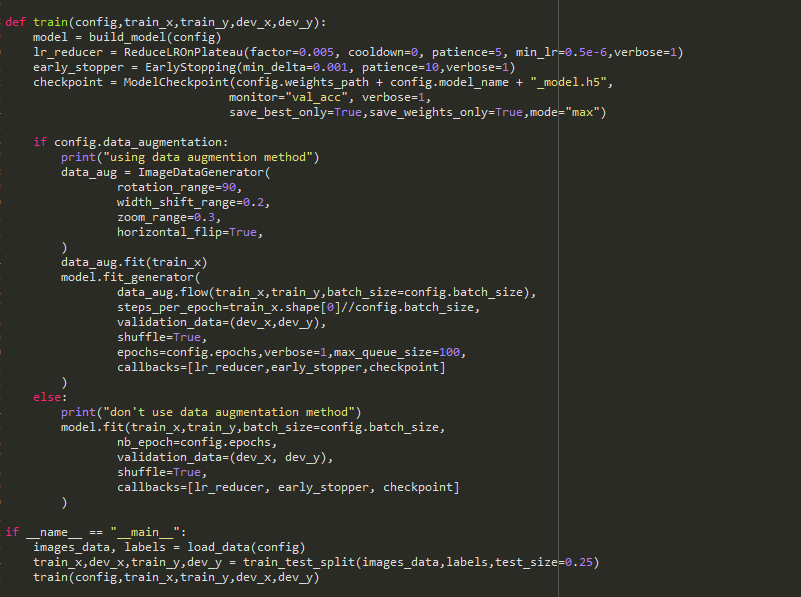 def train(config,train_x,train_y,dev_x,dev_y):
    model = build_model(config)
    lr_reducer = ReduceLROnPlateau(factor=0.005, cooldown=0, patience=5, min_lr=0.5e-6,verbose=1)
    early_stopper = EarlyStopping(min_delta=0.001, patience=10,verbose=1)
    checkpoint = ModelCheckpoint(config.weights_path + config.model_name + "_model.h5",
                                monitor="val_acc", verbose=1,
                                save_best_only=True,save_weights_only=True,mode="max")
    if config.data_augmentation:
        print("using data augmention method")
        data_aug = ImageDataGenerator(
                rotation_range=90,
                width_shift_range=0.2,
                zoom_range=0.3,
                horizontal_flip=True,
        )
        data_aug.fit(train_x)
        model.fit_generator(
                data_aug.flow(train_x,train_y,batch_size=config.batch_size),
                steps_per_epoch=train_x.shape[0]//config.batch_size,
                validation_data=(dev_x,dev_y),
                shuffle=True,
                epochs=config.epochs,verbose=1,max_queue_size=100,
                callbacks=[lr_reducer,early_stopper,checkpoint]
        )
    else:
        print("don't use data augmentation method")
        model.fit(train_x,train_y,batch_size=config.batch_size,
                nb_epoch=config.epochs,
                validation_data=(dev_x, dev_y),
                shuffle=True,
                callbacks=[lr_reducer, early_stopper, checkpoint]
        )
if __name__ == "__main__":
    images_data, labels = load_data(config)
    train_x,dev_x,train_y,dev_y = train_test_split(images_data,labels,test_size=0.25)
    train(config,train_x,train_y,dev_x,dev_y)